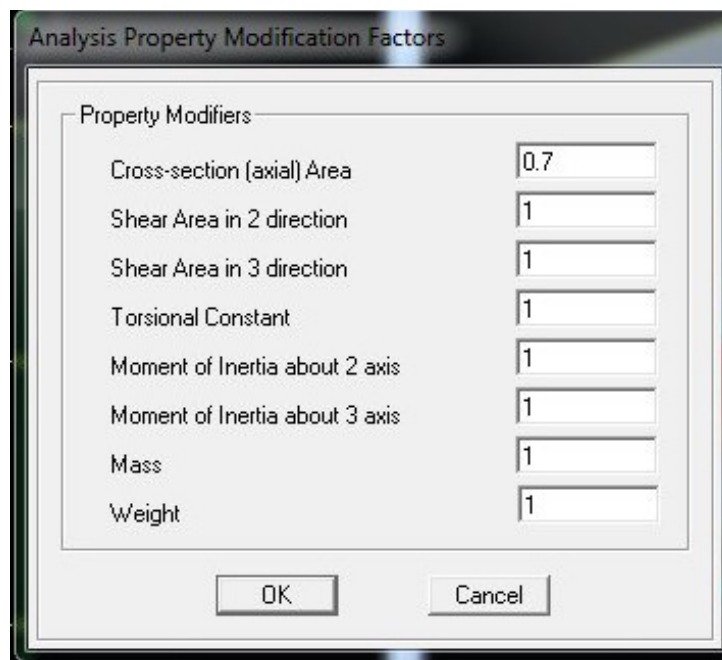 Analysis Property Modification Factors
Property Modifiers
Cross-section (axial) Area 0.7
Shear Area in 2 direction 1
Shear Area in 3 direction 1
Torsional Constant 1
Moment of Inertia about 2 axis 1
Moment of Inertia about 3 axis 1
Mass 1
Weight 1
OK Cancel